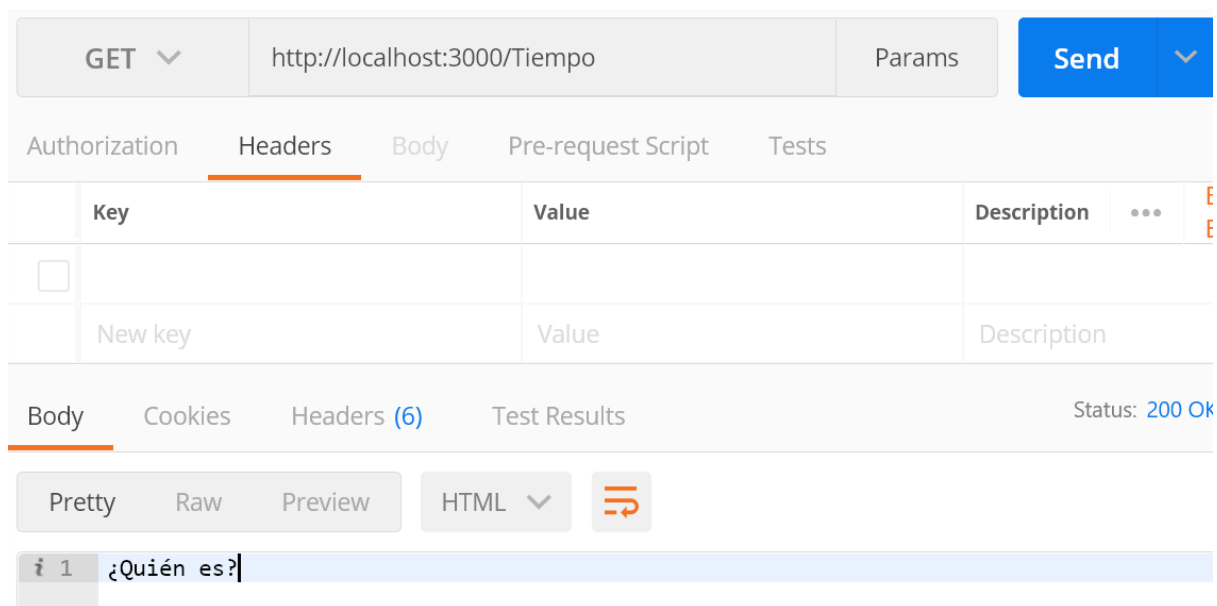 GET http://localhost:3000/Tiempo Params Send
Authorization Headers Body Pre-request Script Tests
Key Value Description •••
New key Value Description
Body Cookies Headers (6) Test Results Status: 200 OK
Pretty Raw Preview HTML
i 1 ¿Quién es?